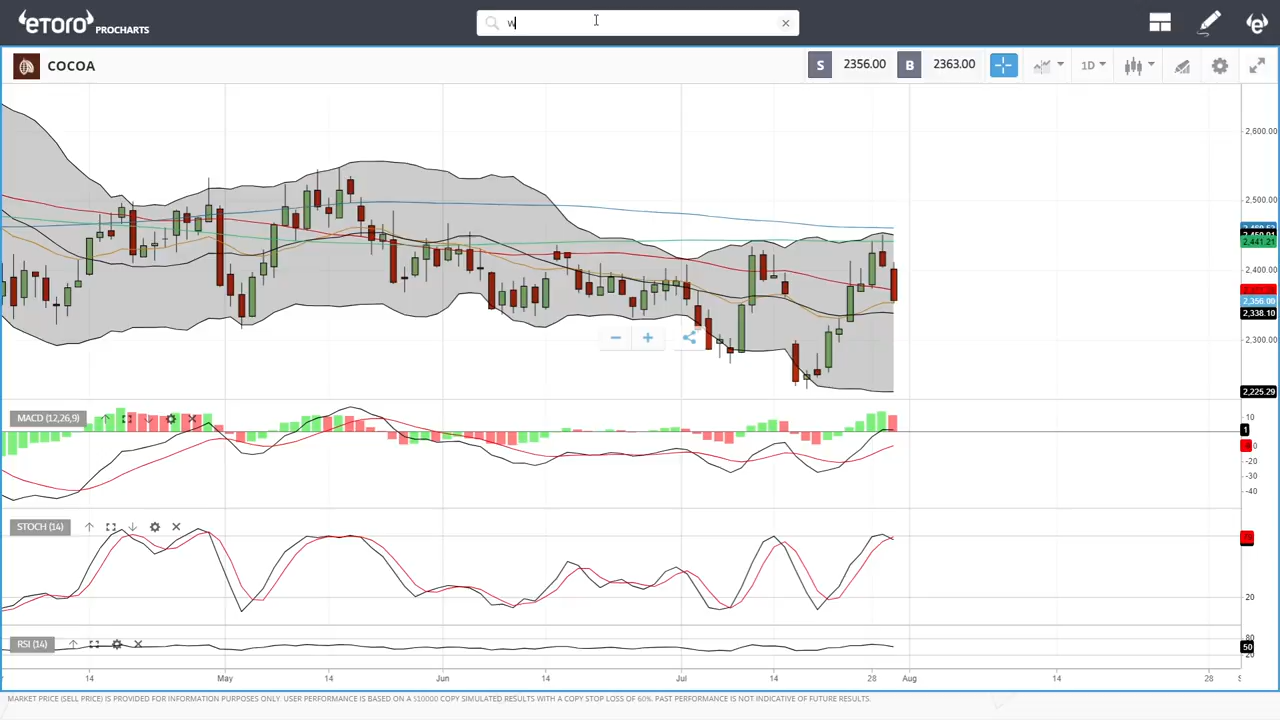 etoro PROCHARTS
w
COCOA
S 2356.00 B 2363.00 1D
2,600.00
2,500.00
2,441.21
2,400.00
2,356.00
2,338.10
2,300.00
2,225.29
MACD (12,26,9)
10
1
-20
-30
-40
STOCH (14)
20
RSI (14)
80
50
20
14 May 14 Jun 14 Jul 14 28 Aug 14 28 S
MARKET PRICE (SELL PRICE) IS PROVIDED FOR INFORMATION PURPOSES ONLY. USER PERFORMANCE IS BASED ON A $10000 COPY SIMULATED RESULTS WITH A COPY STOP LOSS OF 60%. PAST PERFORMANCE IS NOT INDICATIVE OF FUTURE RESULTS.